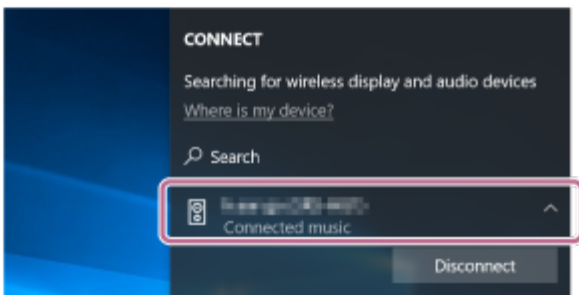 CONNECT
Searching for wireless display and audio devices
Where is my device?
Search
Connected music
Disconnect